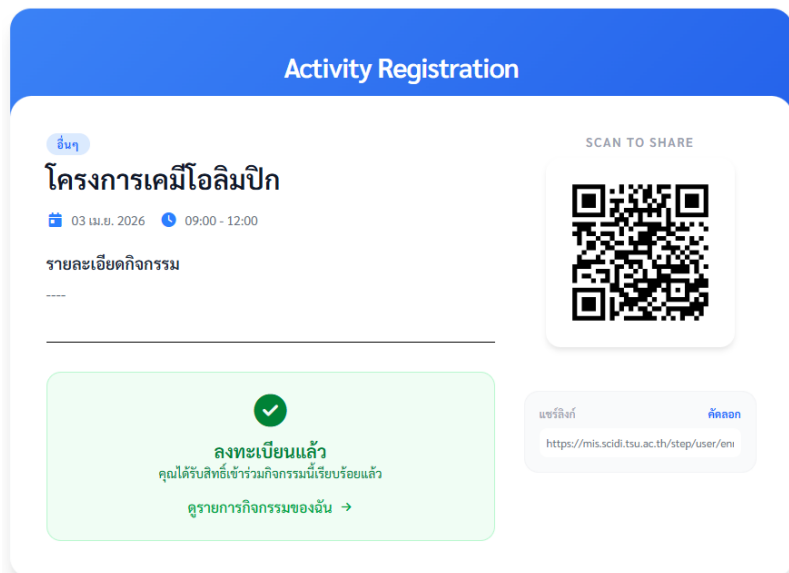 Activity Registration
อื่นๆ
โครงการเคมีโอลิมปิก
03 เม.ย. 2026 09:00 - 12:00
รายละเอียดกิจกรรม
----
ลงทะเบียนแล้ว
คุณได้รับสิทธิ์เข้าร่วมกิจกรรมนี้เรียบร้อยแล้ว
ดูรายการกิจกรรมของฉัน →
SCAN TO SHARE
แชร์ลิงก์ คัดลอก
https://mis.scidi.tsu.ac.th/step/user/enr